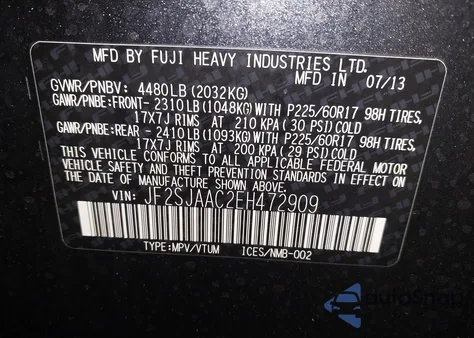 MFD BY FUJI HEAVY INDUSTRIES LTD.
MFD IN 07/13
GVWR/PNBV: 4480LB (2032KG)
GAWR/PNBE: FRONT- 2310LB (1048KG) WITH P225/60R17 98H TIRES,
17X7J RIMS AT 210 KPA (30 PSI) COLD
GAWR/PNBE: REAR - 2410LB (1093KG) WITH P225/60R17 98H TIRES,
17X7J RIMS AT 200 KPA (29 PSI) COLD
THIS VEHICLE CONFORMS TO ALL APPLICABLE FEDERAL MOTOR
VEHICLE SAFETY AND THEFT PREVENTION STANDARDS IN EFFECT ON
THE DATE OF MANUFACTURE SHOWN ABOVE.
VIN: JF2SJAAC2EH472909
TYPE: MPV/VTUM ICES/NMB-002
autoSnap